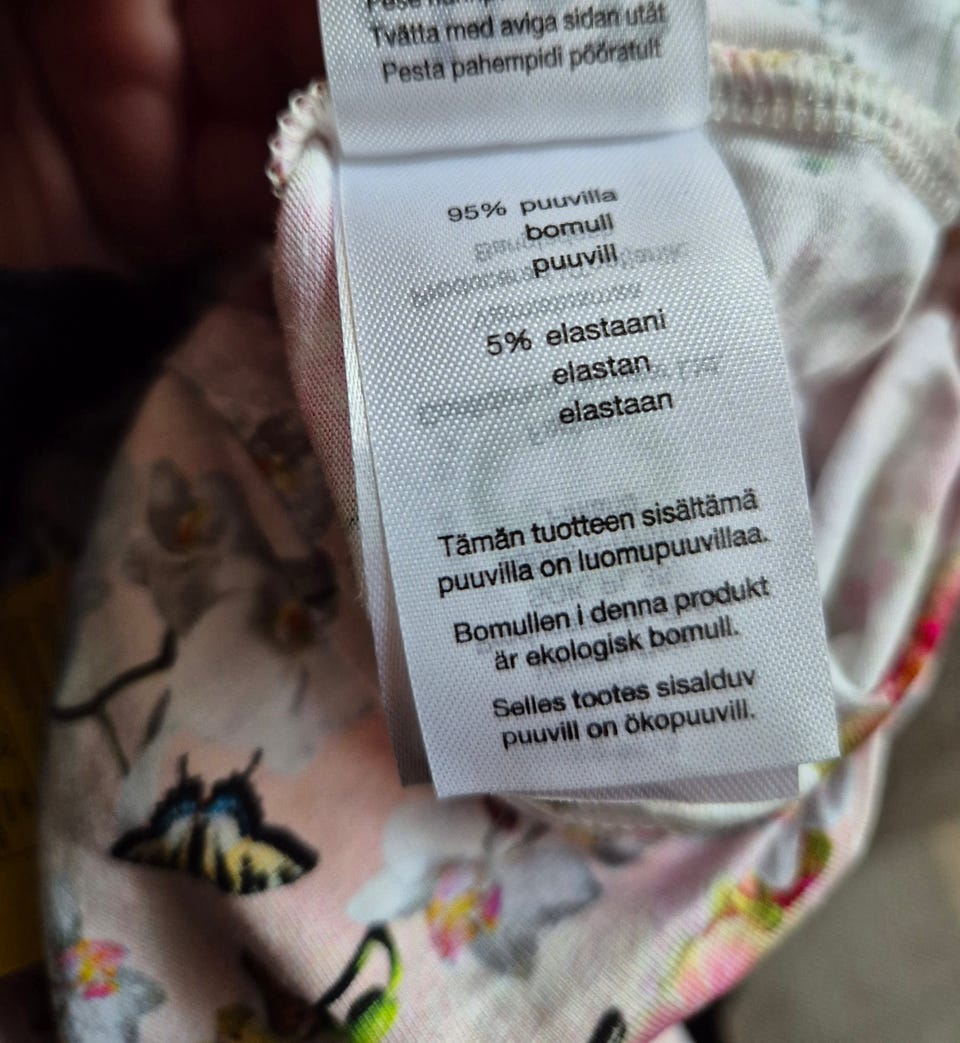 Tvätta med aviga sidan utåt
Pesta pahempidi pööratult
95% puuvilla
bomull
puuvill
5% elastaani
elastan
elastaan
Tämän tuotteen sisältämä
puuvilla on luomupuuvillaa.
Bomullen i denna produkt
är ekologisk bomull.
Selles tootes sisalduv
puuvill on ökopuuvill.